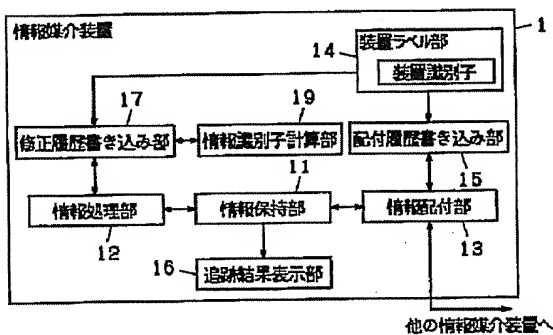 情報媒介装置
1
14
装置ラベル部
装置識別子
17
19
修正履歴書き込み部
情報識別子計算部
配付履歴書き込み部
11
15
情報処理部
情報保持部
情報配付部
12
13
16
追跡結果表示部
他の情報媒介装置へ